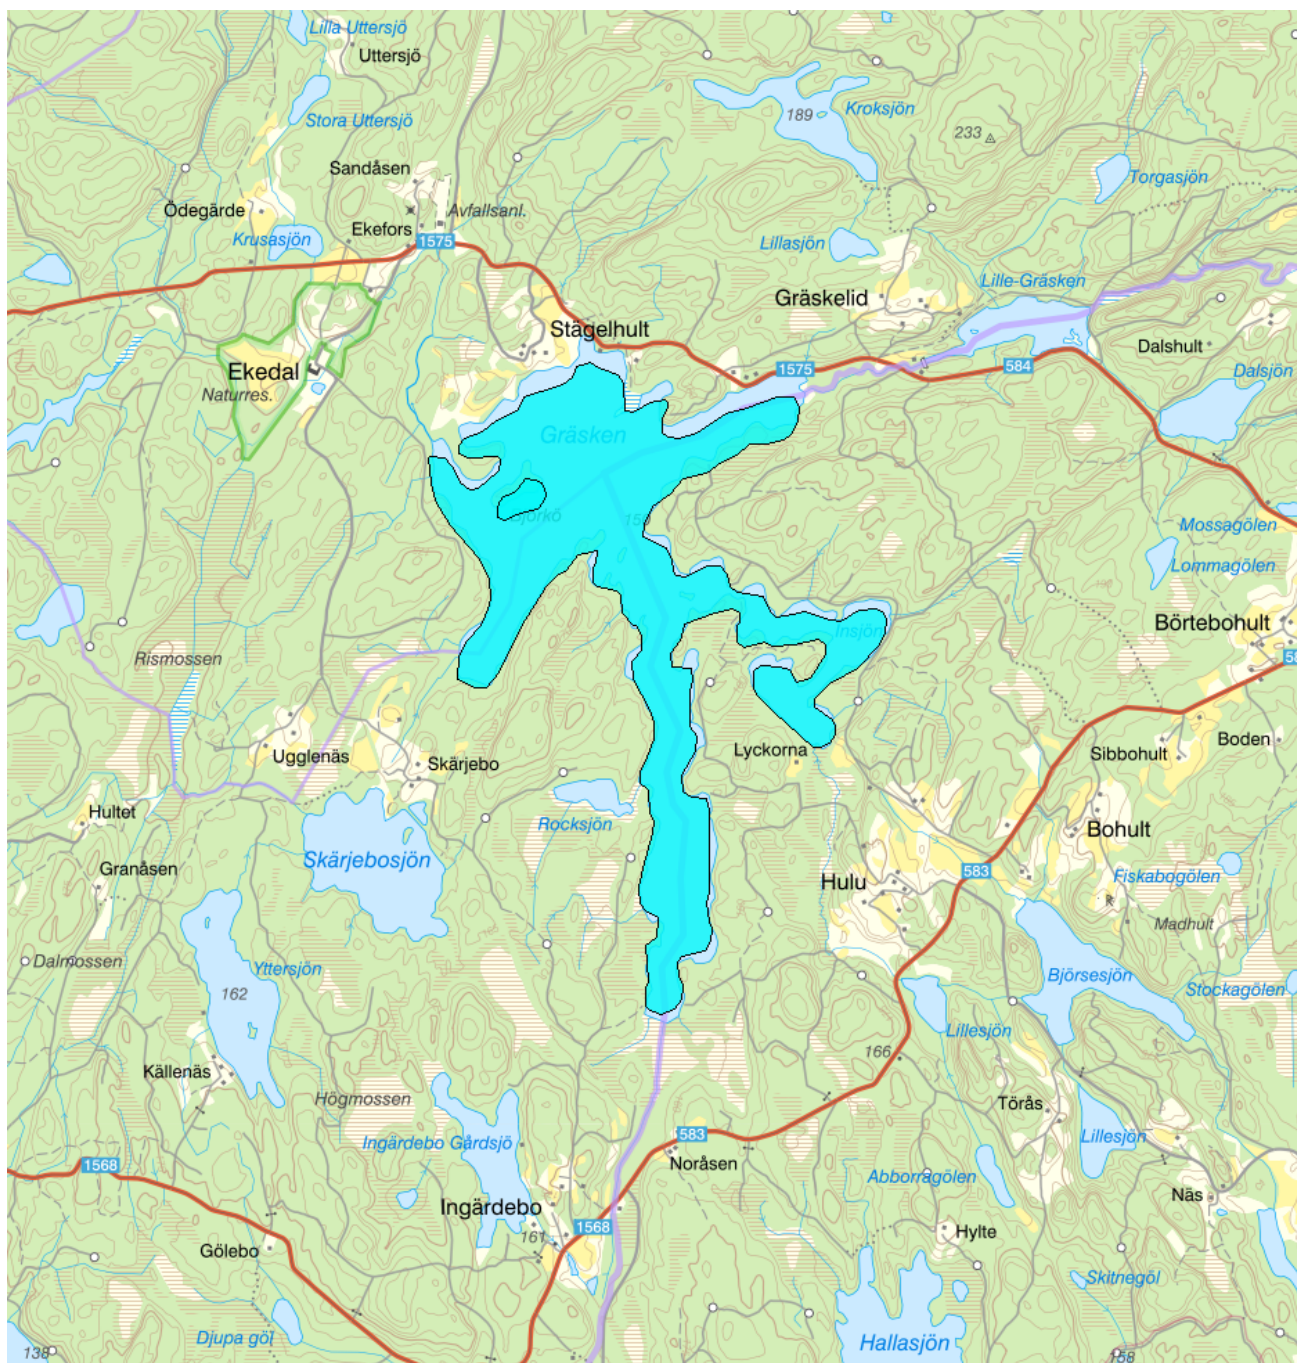 Lilla Uttersjö
Uttersjö
Kroksjön
189
Stora Uttersjö
233
Sandåsen
Torgasjön
Ödegärde
Avfallsanl.
Ekefors
Krusasjön
1575
Lillasjön
Lille-Gräsken
Gräskelid
Stägelhult
Dalshult
584
1575
Ekedal
Dalsjön
Naturres.
Gräsken
Björkö
Mossagölen
Lommagölen
Börtebohult
Insjön
Rismossen
58
Ugglenäs
Lyckorna
Sibbohult
Boden
Skärjebo
Hultet
Rocksjön
Bohult
Skärjebosjön
Granåsen
583
Fiskabogölen
Hulu
Madhult
Dalmossen
Yttersjön
Björsesjön
162
Stockagölen
Lillesjön
166
Källenäs
Högmossen
Törås
583
Ingärdebo Gårdsjö
Lillesjön
1568
Noråsen
Abborragölen
Näs
Ingärdebo
1568
Hylte
161
Gölebo
Skitnegöl
Djupa göl
Hallasjön
138
158